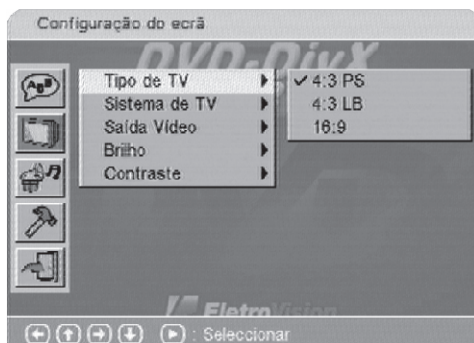 Configuração do ecrã
DVD-DivX
Tipo de TV
Sistema de TV
Saída Vídeo
Brilho
Contraste
✓ 4:3 PS
4:3 LB
16:9
EletroVision
: Seleccionar